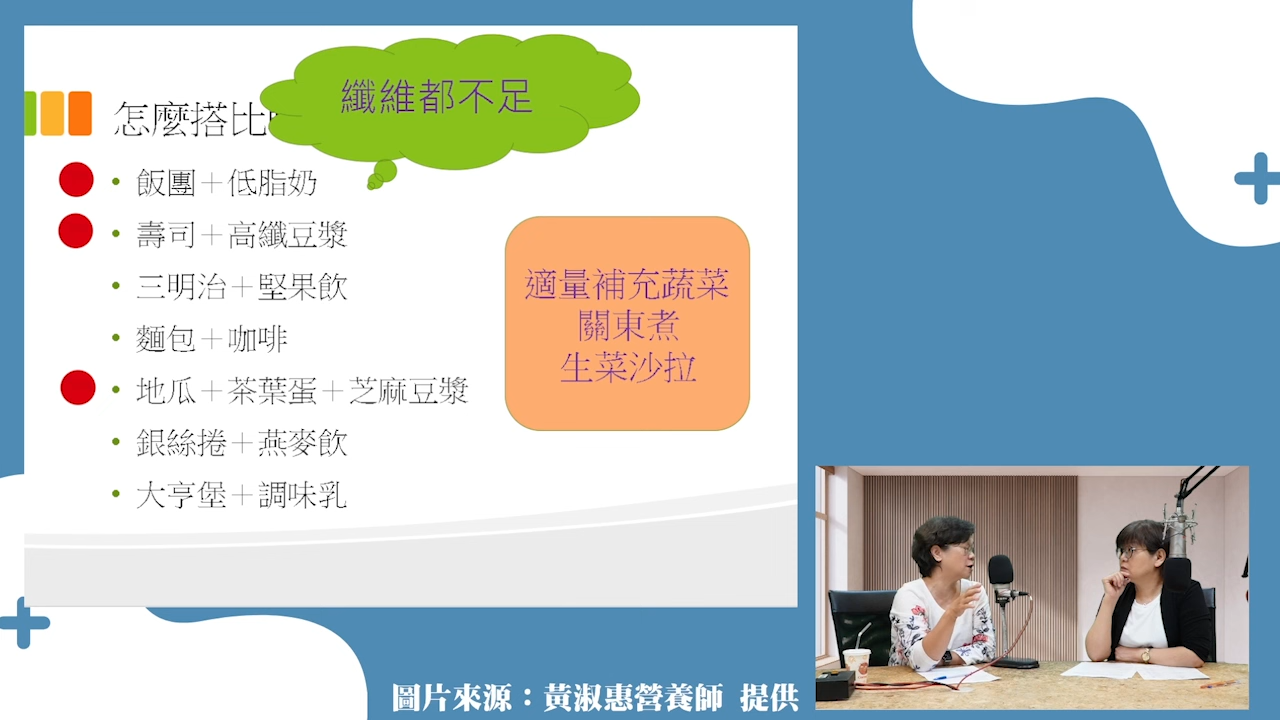 纖維都不足
怎麼搭比
飯團＋低脂奶
壽司＋高纖豆漿
三明治＋堅果飲
麵包＋咖啡
地瓜＋茶葉蛋＋芝麻豆漿
銀絲捲＋燕麥飲
大亨堡＋調味乳
適量補充蔬菜
關東煮
生菜沙拉
圖片來源：黃淑惠營養師 提供